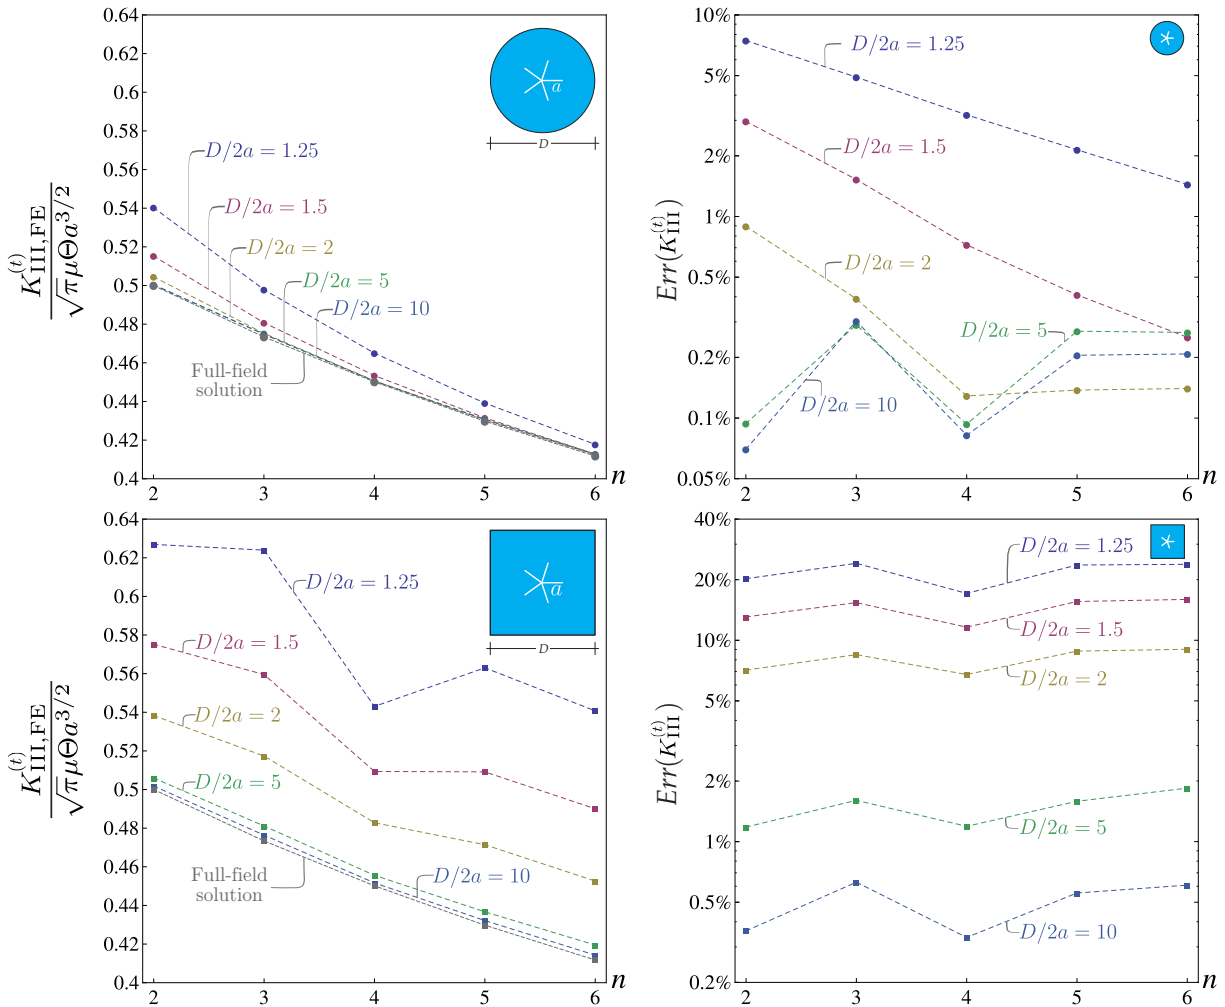 0.64
0.62
0.6
0.58
0.56
0.54
0.52
0.5
0.48
0.46
0.44
0.42
0.4
2 3 4 5 6 n
K_{III,FE}^{(t)}
√πμΘa^{3/2}
D/2a = 1.25
D/2a = 1.5
D/2a = 2
D/2a = 5
D/2a = 10
Full-field
solution
a
D
10%
5%
2%
1%
0.5%
0.2%
0.1%
0.05%
2 3 4 5 6 n
Err(K_{III}^{(t)})
D/2a = 1.25
D/2a = 1.5
D/2a = 2
D/2a = 5
D/2a = 10
0.64
0.62
0.6
0.58
0.56
0.54
0.52
0.5
0.48
0.46
0.44
0.42
0.4
2 3 4 5 6 n
K_{III,FE}^{(t)}
√πμΘa^{3/2}
D/2a = 1.25
D/2a = 1.5
D/2a = 2
D/2a = 5
D/2a = 10
Full-field
solution
a
D
40%
20%
10%
5%
2%
1%
0.5%
0.2%
2 3 4 5 6 n
Err(K_{III}^{(t)})
D/2a = 1.25
D/2a = 1.5
D/2a = 2
D/2a = 5
D/2a = 10